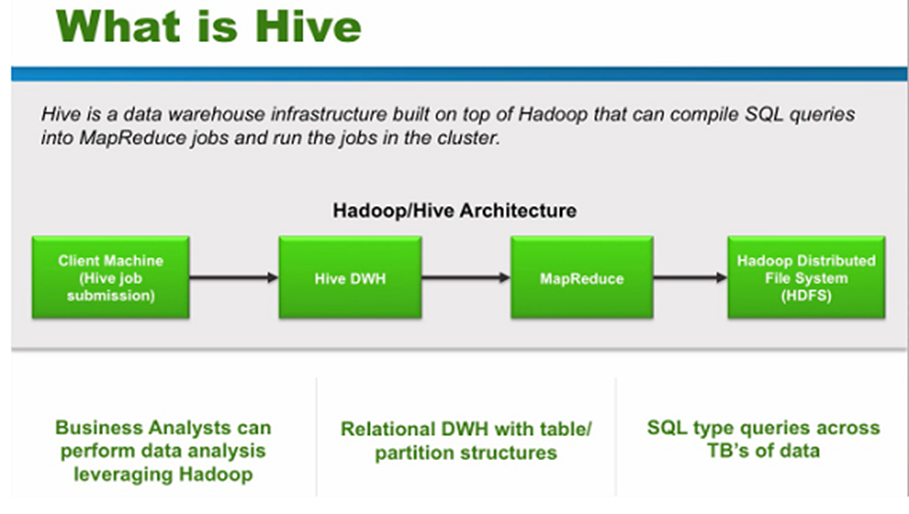 What is Hive
Hive is a data warehouse infrastructure built on top of Hadoop that can compile SQL queries
into MapReduce jobs and run the jobs in the cluster.
Hadoop/Hive Architecture
Client Machine
(Hive job
submission)
Hive DWH
MapReduce
Hadoop Distributed
File System
(HDFS)
Business Analysts can
perform data analysis
leveraging Hadoop
Relational DWH with table/
partition structures
SQL type queries across
TB's of data